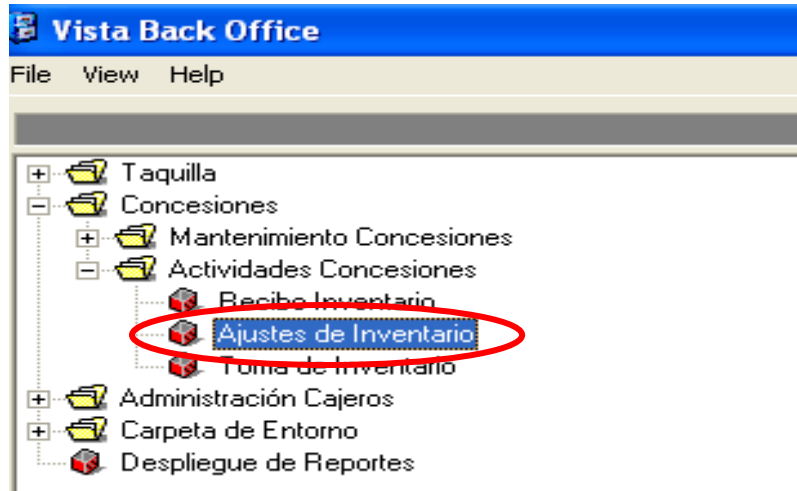 Vista Back Office
File View Help
Taquilla
Concesiones
Mantenimiento Concesiones
Actividades Concesiones
Recibo Inventario
Ajustes de Inventario
Toma de Inventario
Administración Cajeros
Carpeta de Entorno
Despliegue de Reportes